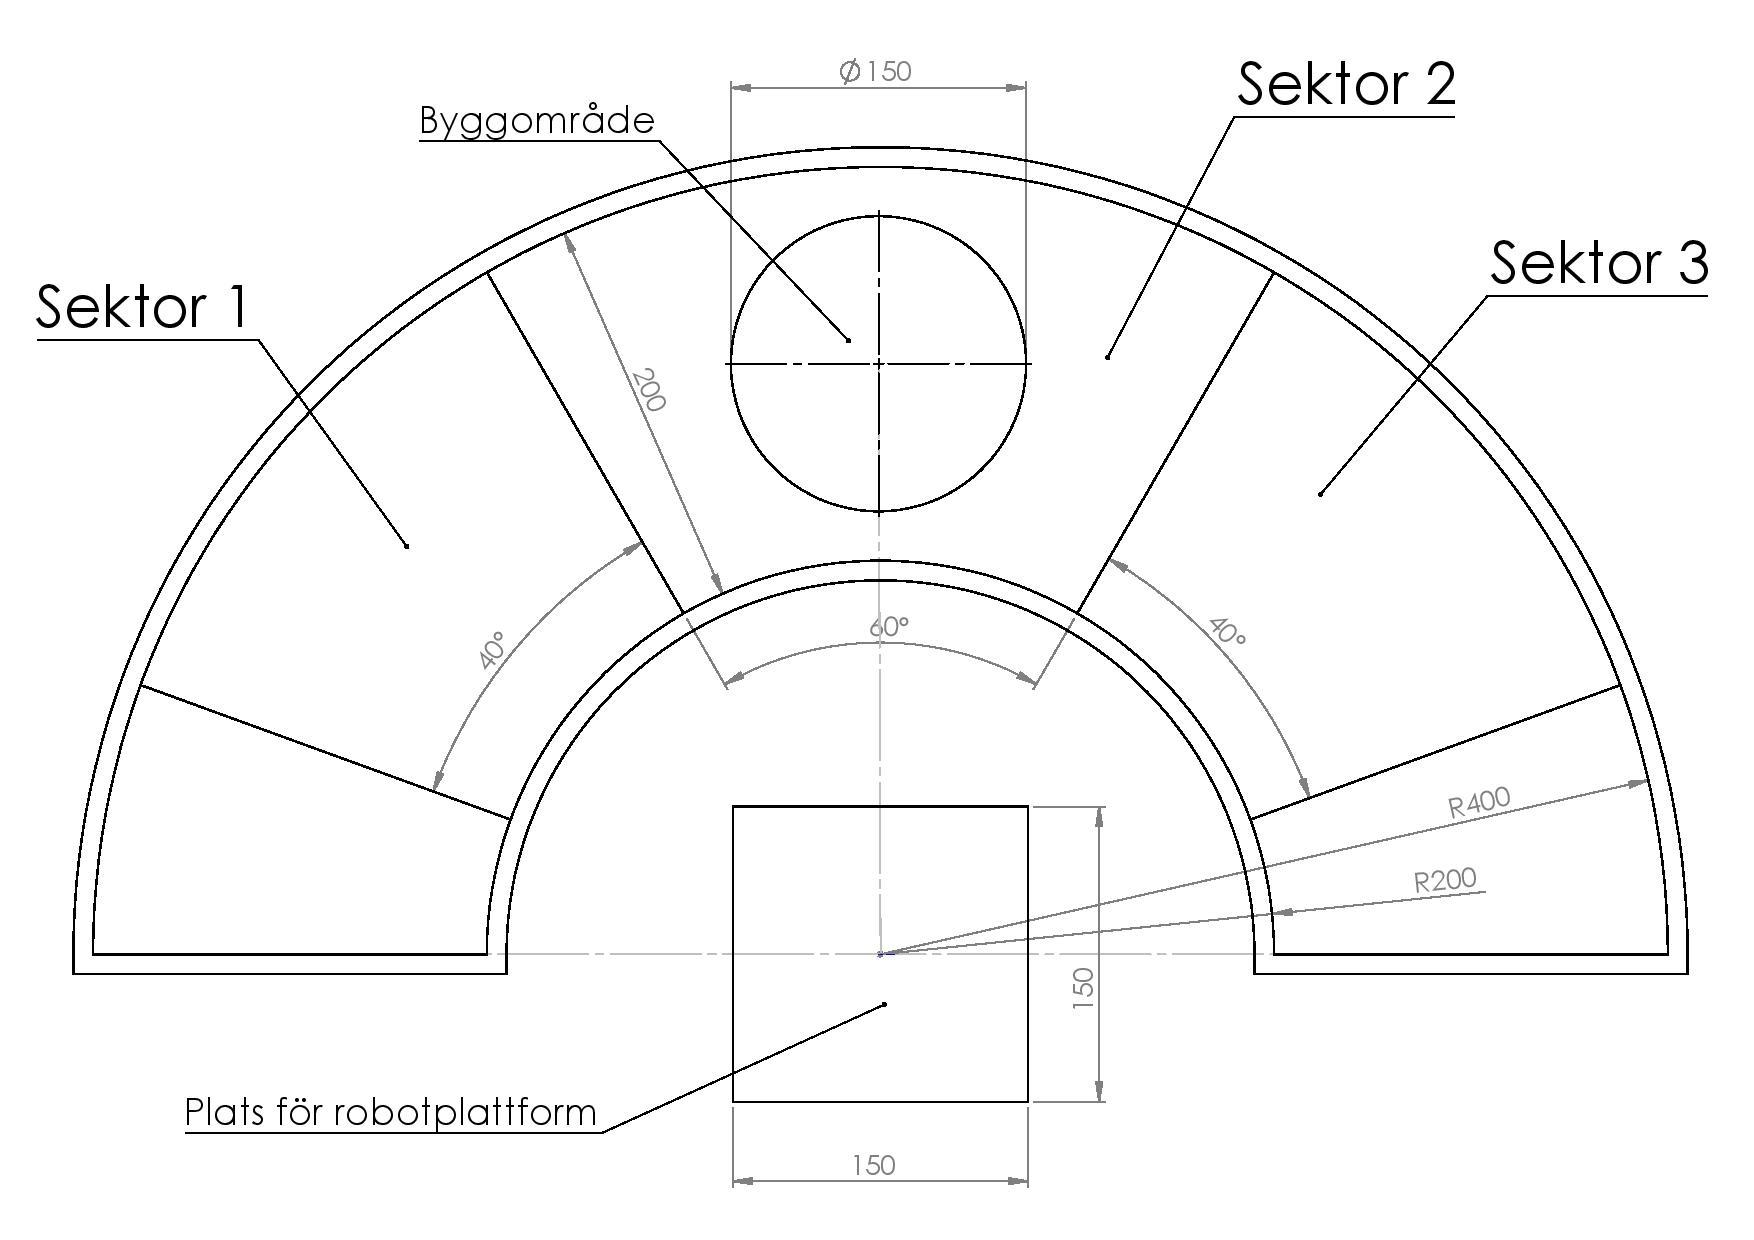 Ø150
Sektor 2
Byggområde
Sektor 3
Sektor 1
200
60°
40°
40°
R400
R200
150
Plats för robotplattform
150